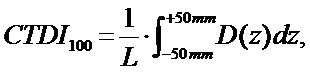 CTDI₁₀₀ = 1/L · ∫₋₅₀ₘₘ⁺⁵⁰ᵐᵐ D(z)dz,